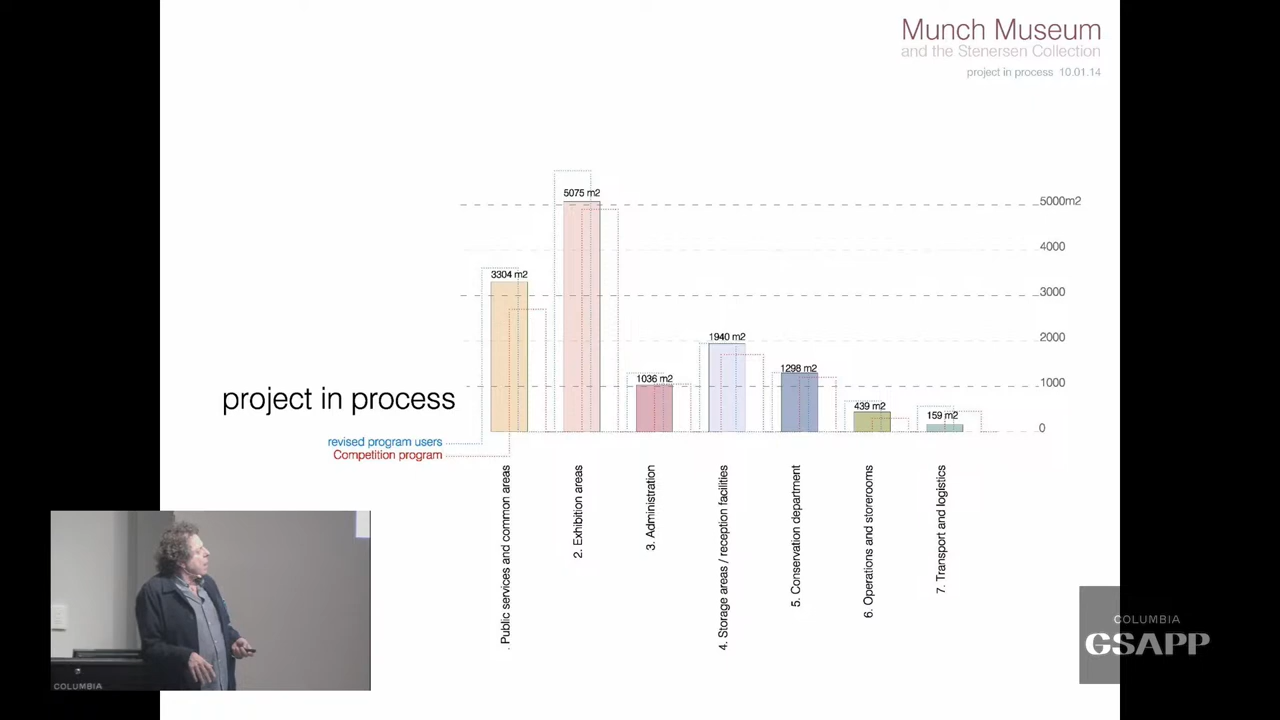 Munch Museum
and the Stenersen Collection
project in process 10.01.14
5075 m2
5000m2
4000
3304 m2
3000
1940 m2
2000
1298 m2
1036 m2
1000
439 m2
159 m2
0
project in process
revised program users
Competition program
. Public services and common areas
2. Exhibition areas
3. Administration
4. Storage areas / reception facilities
5. Conservation department
6. Operations and storerooms
7. Transport and logistics
COLUMBIA
GSAPP
COLUMBIA